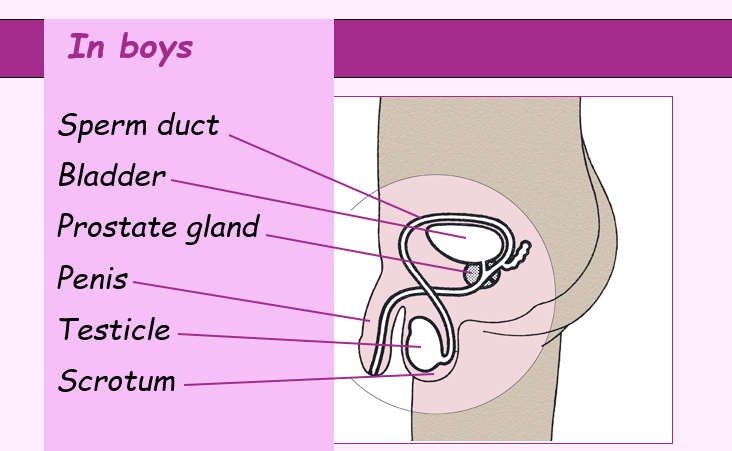 In boys
Sperm duct
Bladder
Prostate gland
Penis
Testicle
Scrotum